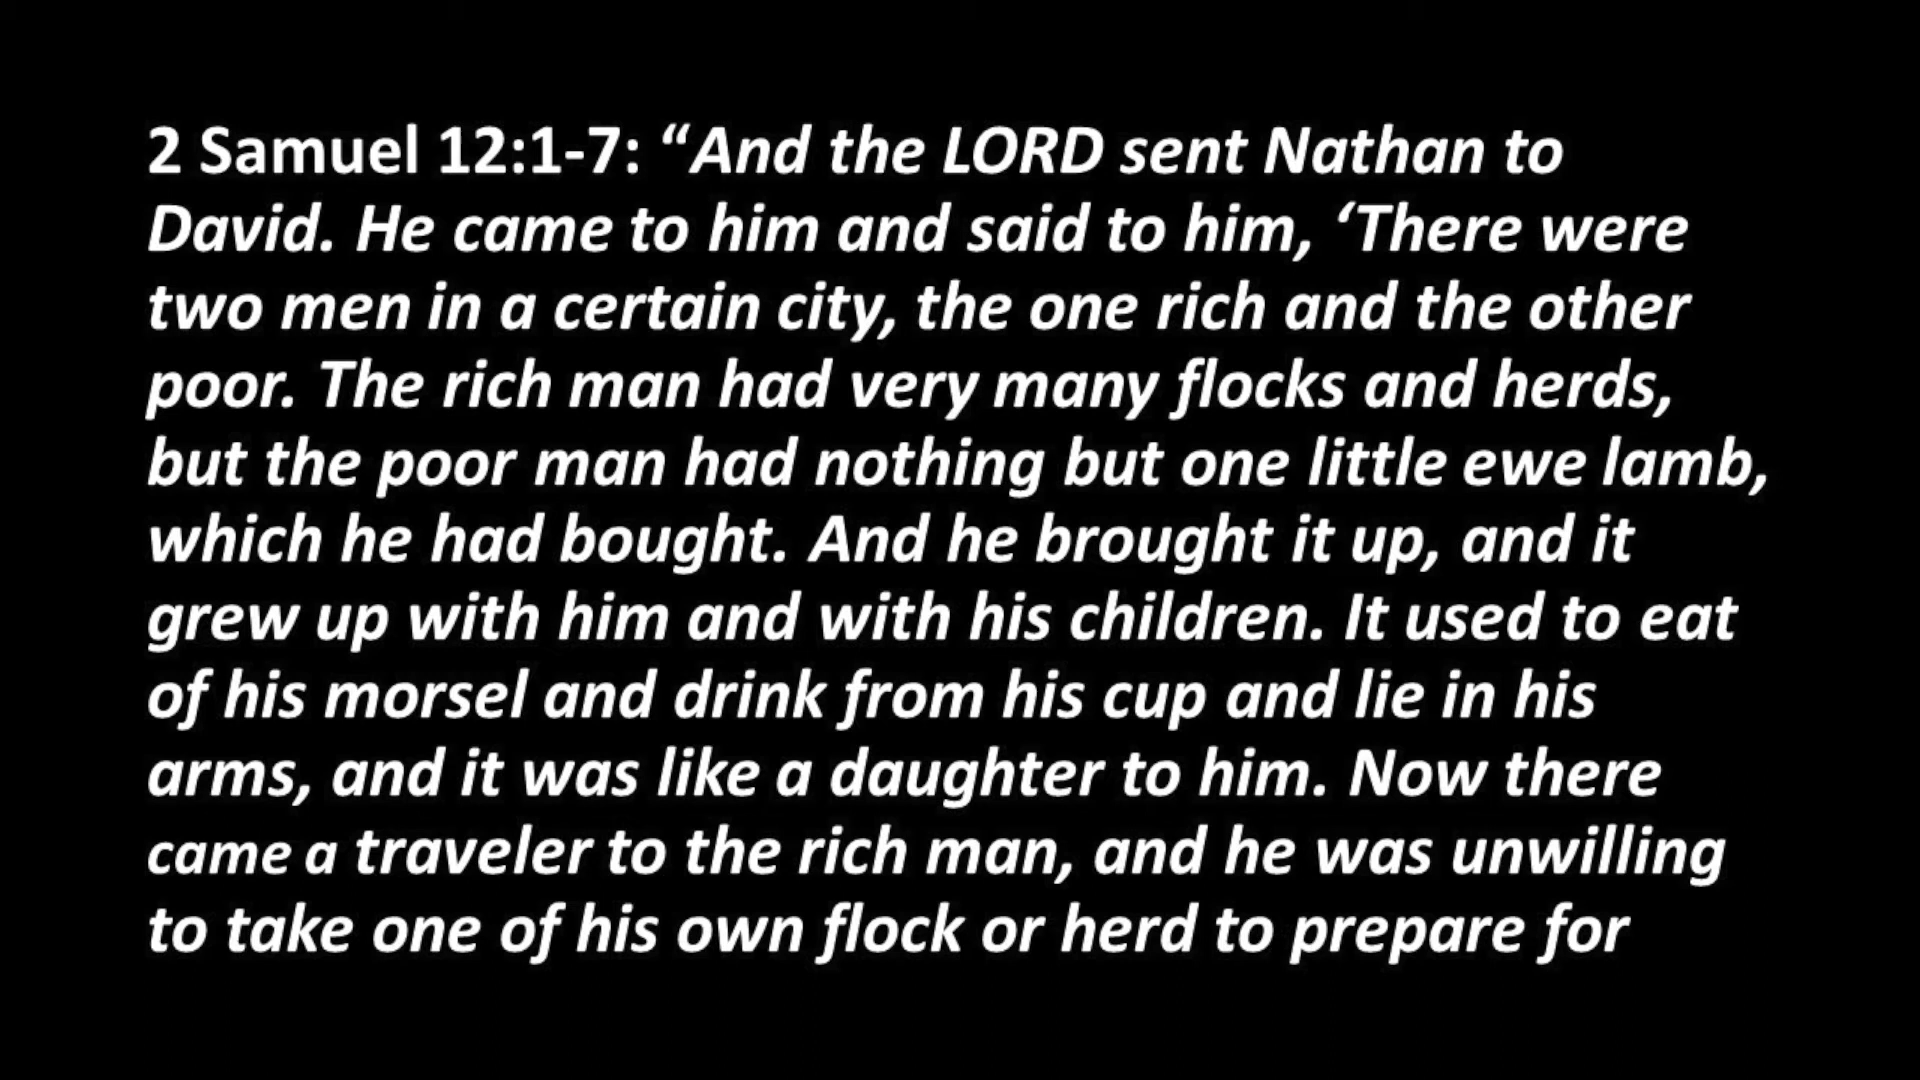 2 Samuel 12:1-7: “And the LORD sent Nathan to
David. He came to him and said to him, ‘There were
two men in a certain city, the one rich and the other
poor. The rich man had very many flocks and herds,
but the poor man had nothing but one little ewe lamb,
which he had bought. And he brought it up, and it
grew up with him and with his children. It used to eat
of his morsel and drink from his cup and lie in his
arms, and it was like a daughter to him. Now there
came a traveler to the rich man, and he was unwilling
to take one of his own flock or herd to prepare for